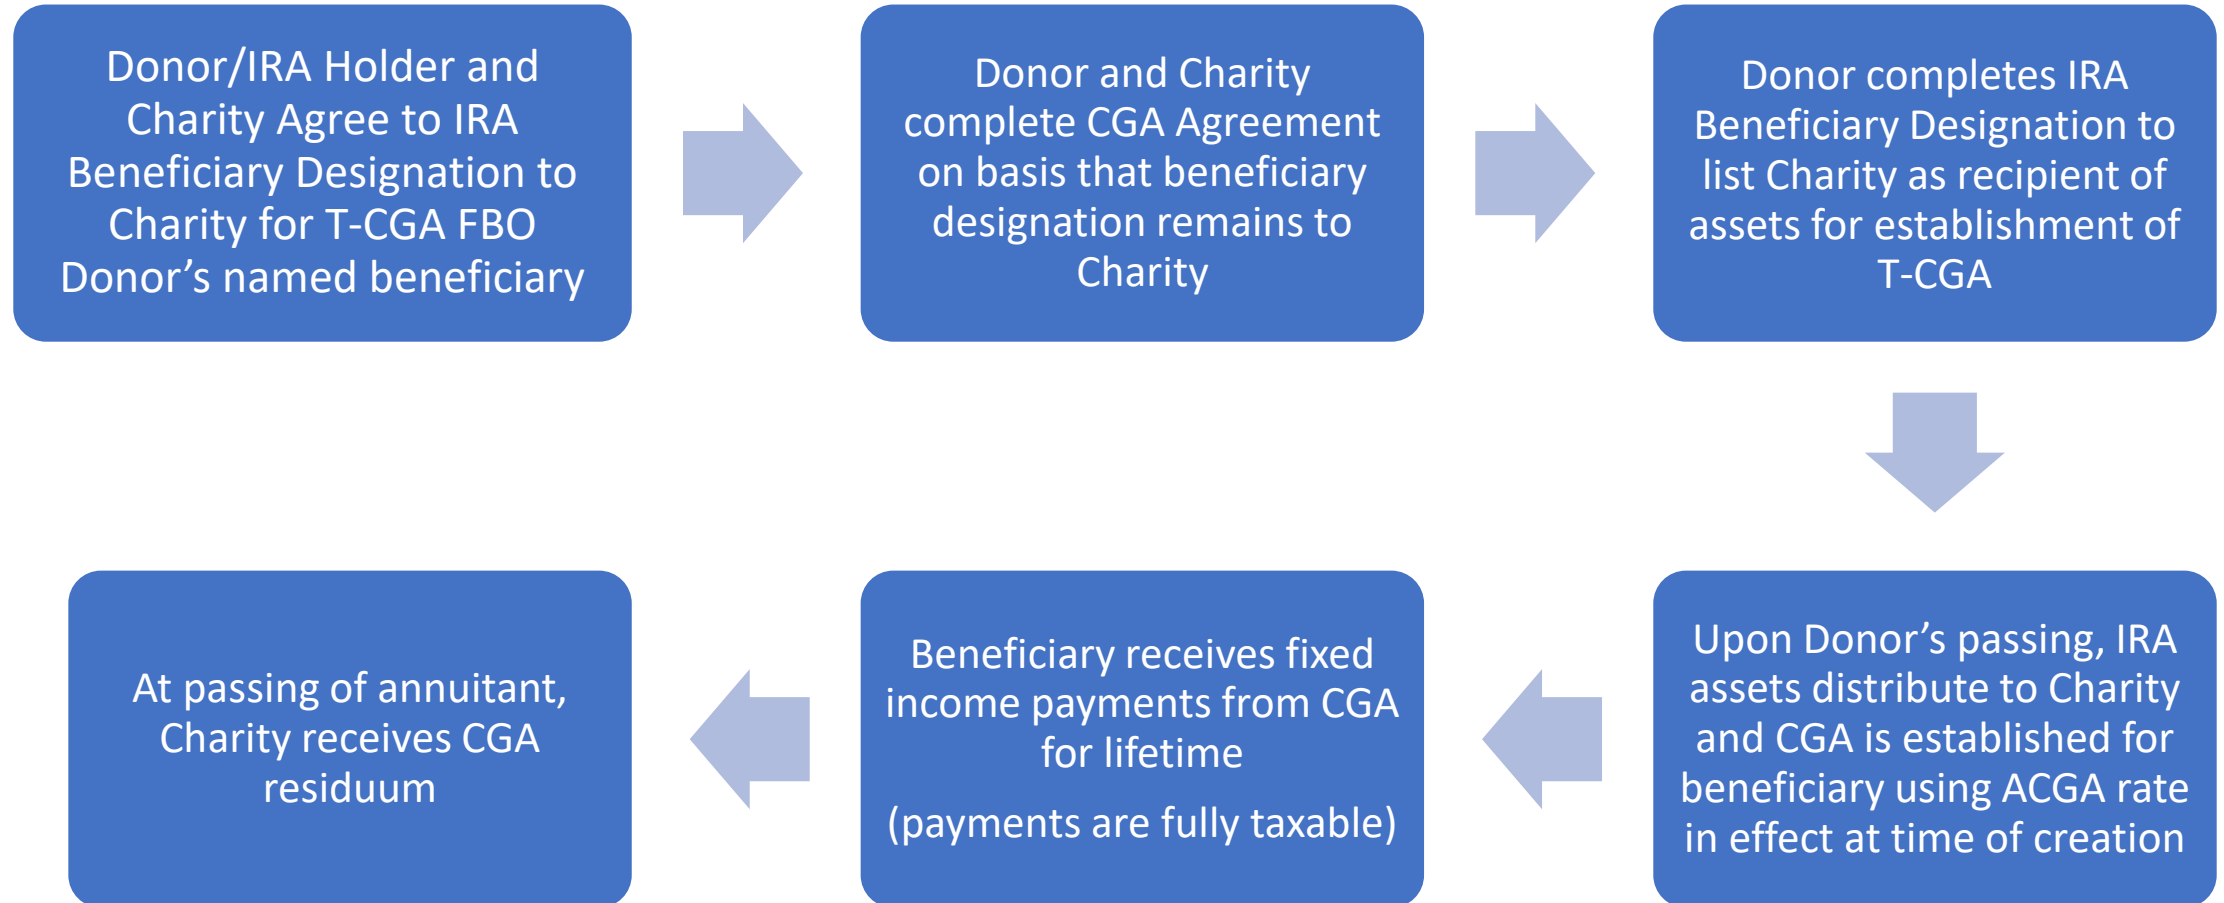 Donor/IRA Holder and
Charity Agree to IRA
Beneficiary Designation to
Charity for T-CGA FBO
Donor’s named beneficiary
Donor and Charity
complete CGA Agreement
on basis that beneficiary
designation remains to
Charity
Donor completes IRA
Beneficiary Designation to
list Charity as recipient of
assets for establishment of
T-CGA
Upon Donor’s passing, IRA
assets distribute to Charity
and CGA is established for
beneficiary using ACGA rate
in effect at time of creation
Beneficiary receives fixed
income payments from CGA
for lifetime
(payments are fully taxable)
At passing of annuitant,
Charity receives CGA
residuum